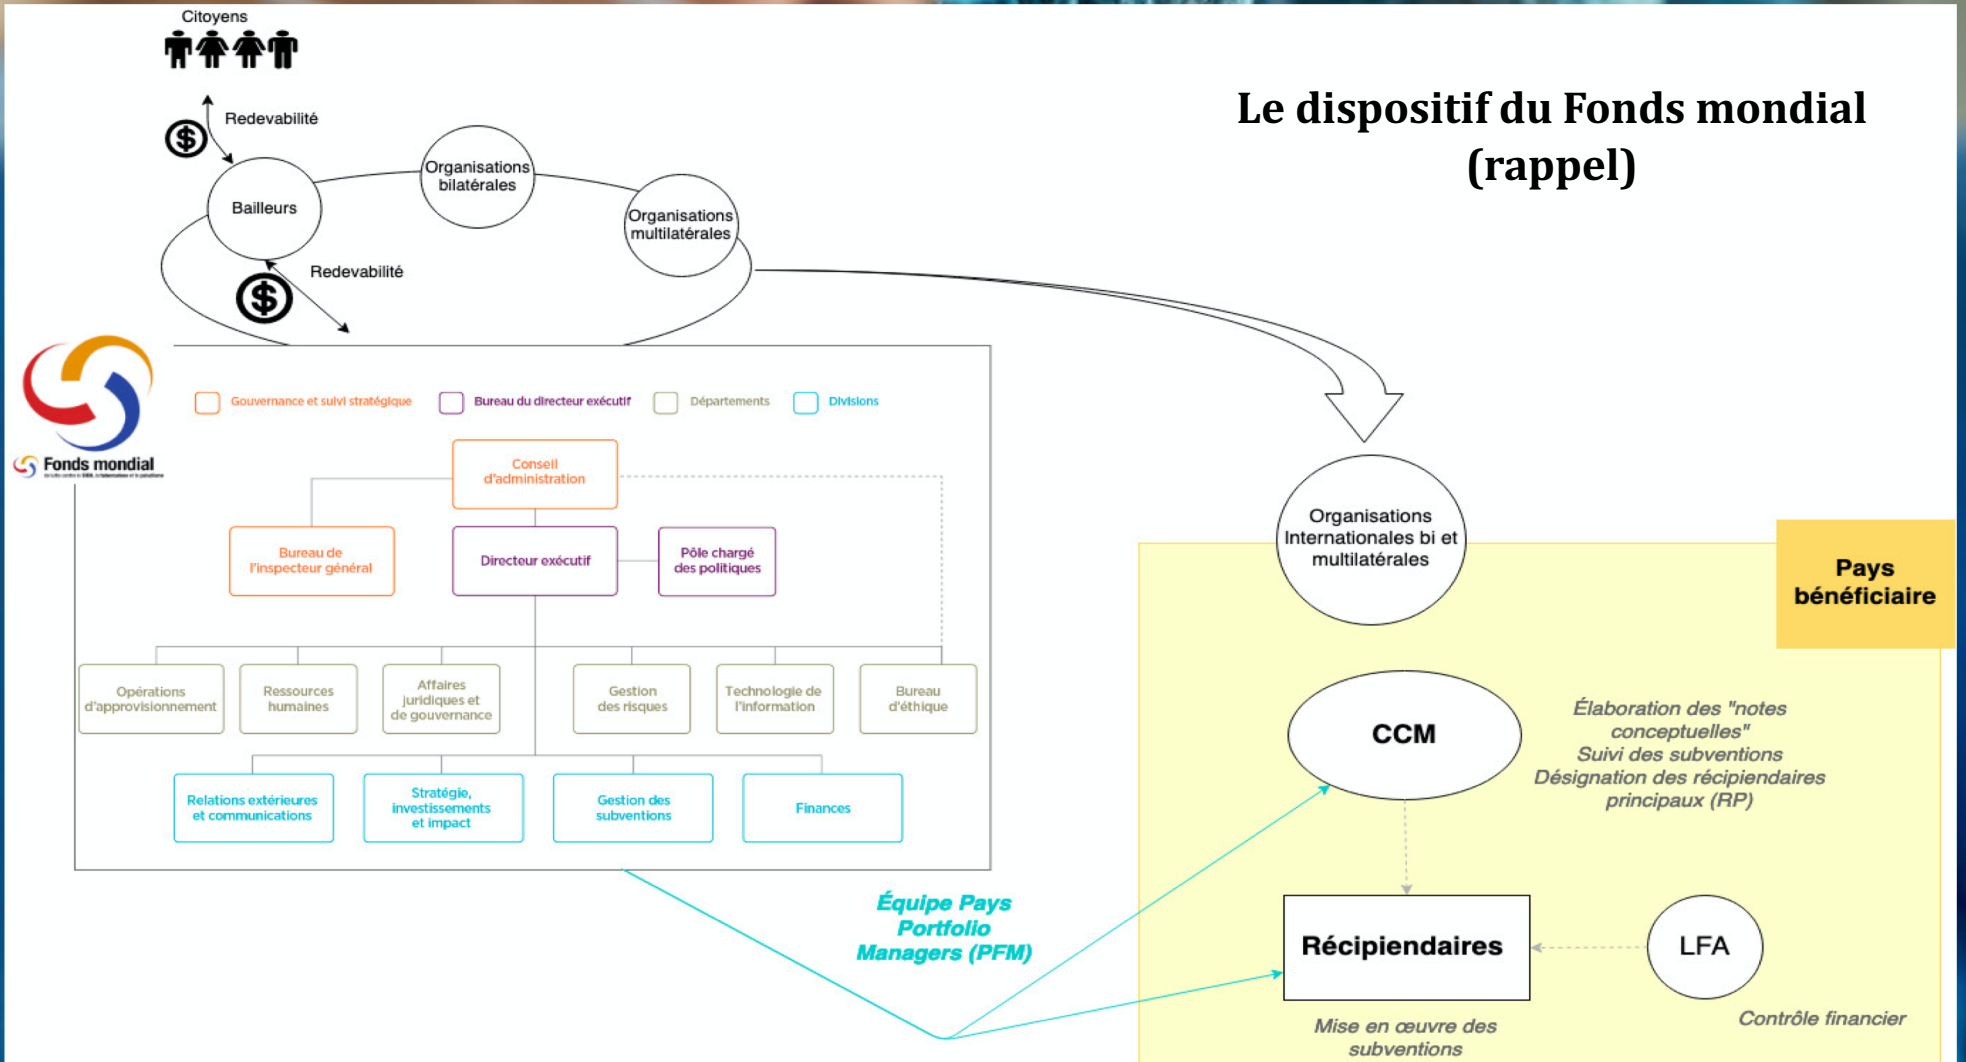 Citoyens
Redevabilité
Le dispositif du Fonds mondial
(rappel)
Bailleurs
Organisations
bilatérales
Organisations
multilatérales
Redevabilité
Fonds mondial
Gouvernance et suivi stratégique
Bureau du directeur exécutif
Départements
Divisions
Conseil
d'administration
Bureau de
l'inspecteur général
Directeur exécutif
Pôle chargé
des politiques
Opérations
d'approvisionnement
Ressources
humaines
Affaires
juridiques et
de gouvernance
Gestion
des risques
Technologie de
l'information
Bureau
d'éthique
Relations extérieures
et communications
Stratégie,
investissements
et impact
Gestion des
subventions
Finances
Équipe Pays
Portfolio
Managers (PFM)
Organisations
Internationales bi et
multilatérales
Pays
bénéficiaire
CCM
Élaboration des "notes
conceptuelles"
Suivi des subventions
Désignation des récipiendaires
principaux (RP)
Récipiendaires
LFA
Mise en œuvre des
subventions
Contrôle financier